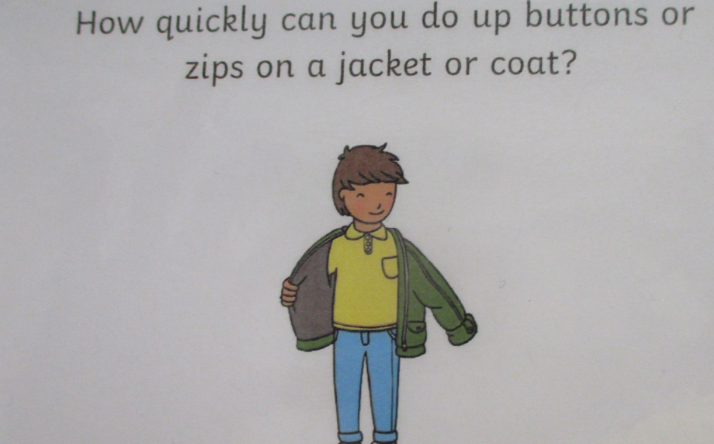 How quickly can you do up buttons or
zips on a jacket or coat?